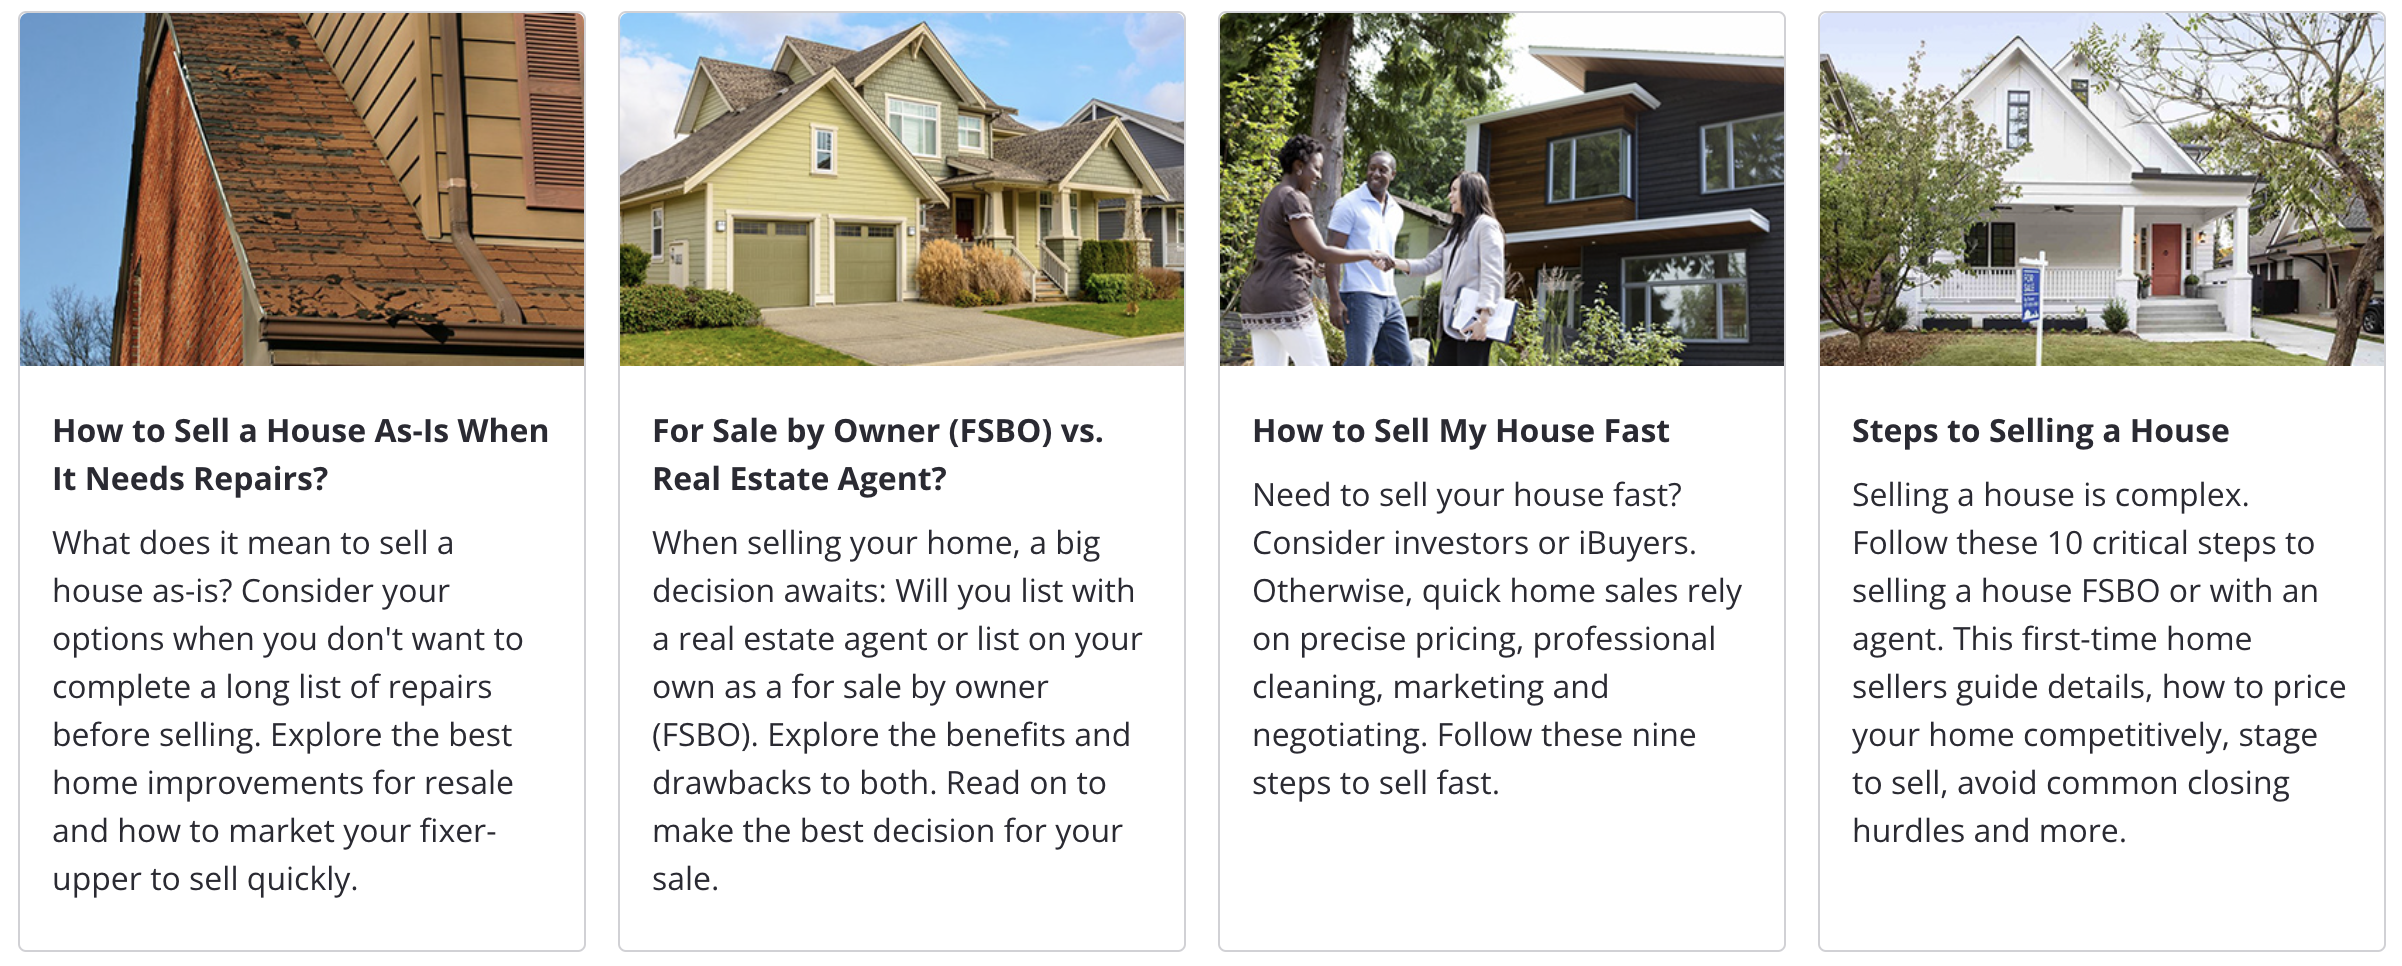 How to Sell a House As-Is When
It Needs Repairs?
What does it mean to sell a
house as-is? Consider your
options when you don't want to
complete a long list of repairs
before selling. Explore the best
home improvements for resale
and how to market your fixer-
upper to sell quickly.
For Sale by Owner (FSBO) vs.
Real Estate Agent?
When selling your home, a big
decision awaits: Will you list with
a real estate agent or list on your
own as a for sale by owner
(FSBO). Explore the benefits and
drawbacks to both. Read on to
make the best decision for your
sale.
How to Sell My House Fast
Need to sell your house fast?
Consider investors or iBuyers.
Otherwise, quick home sales rely
on precise pricing, professional
cleaning, marketing and
negotiating. Follow these nine
steps to sell fast.
FOR
SALE
Steps to Selling a House
Selling a house is complex.
Follow these 10 critical steps to
selling a house FSBO or with an
agent. This first-time home
sellers guide details, how to price
your home competitively, stage
to sell, avoid common closing
hurdles and more.